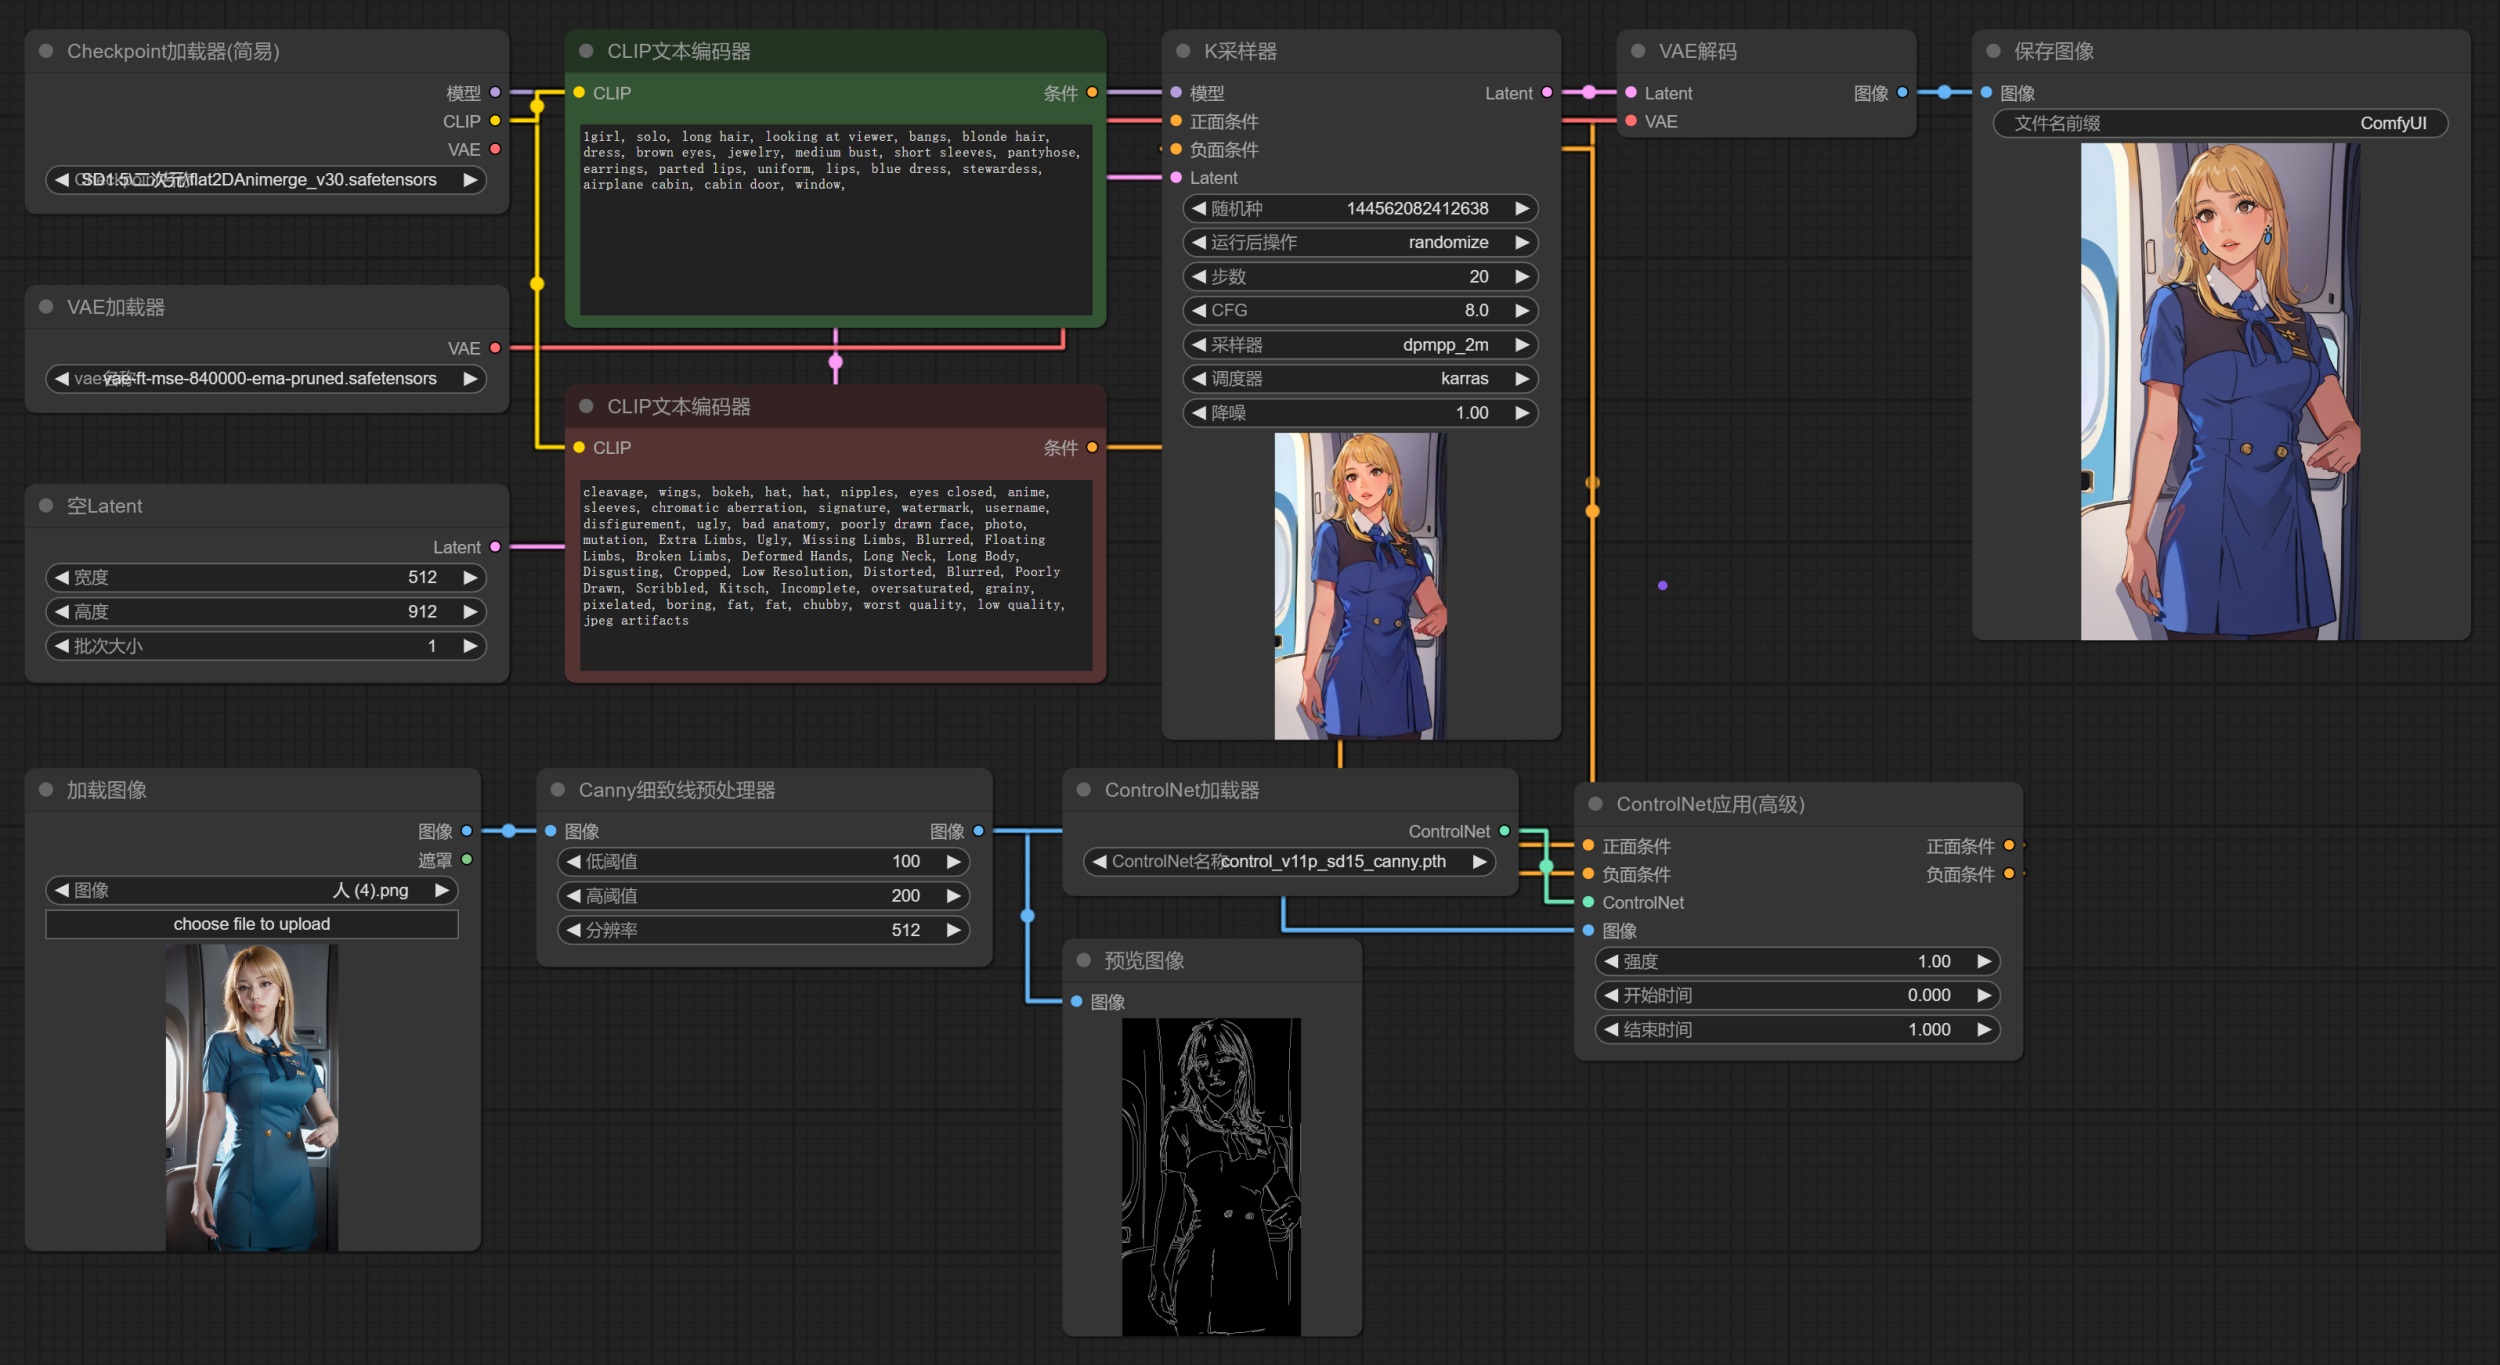 Checkpoint加载器(简易)
模型
CLIP
VAE
SD1.5\二次元\flat2DAnimerge_v30.safetensors
VAE加载器
VAE
vae名称
vae-ft-mse-840000-ema-pruned.safetensors
空Latent
Latent
宽度 512
高度 912
批次大小 1
CLIP文本编码器
CLIP 条件
1girl, solo, long hair, looking at viewer, bangs, blonde hair,
dress, brown eyes, jewelry, medium bust, short sleeves, pantyhose,
earrings, parted lips, uniform, lips, blue dress, stewardess,
airplane cabin, cabin door, window,
CLIP文本编码器
CLIP 条件
cleavage, wings, bokeh, hat, hat, nipples, eyes closed, anime,
sleeves, chromatic aberration, signature, watermark, username,
disfigurement, ugly, bad anatomy, poorly drawn face, photo,
mutation, Extra Limbs, Ugly, Missing Limbs, Blurred, Floating
Limbs, Broken Limbs, Deformed Hands, Long Neck, Long Body,
Disgusting, Cropped, Low Resolution, Distorted, Blurred, Poorly
Drawn, Scribbled, Kitsch, Incomplete, oversaturated, grainy,
pixelated, boring, fat, fat, chubby, worst quality, low quality,
jpeg artifacts
K采样器
模型 Latent
正面条件
负面条件
Latent
随机种 144562082412638
运行后操作 randomize
步数 20
CFG 8.0
采样器 dpmpp_2m
调度器 karras
降噪 1.00
VAE解码
Latent 图像
VAE
保存图像
图像
文件名前缀 ComfyUI
加载图像
图像
遮罩
图像 人 (4).png
choose file to upload
Canny细致线预处理器
图像 图像
低阈值 100
高阈值 200
分辨率 512
ControlNet加载器
ControlNet
ControlNet名称 control_v11p_sd15_canny.pth
预览图像
图像
ControlNet应用(高级)
正面条件 正面条件
负面条件 负面条件
ControlNet
图像
强度 1.00
开始时间 0.000
结束时间 1.000